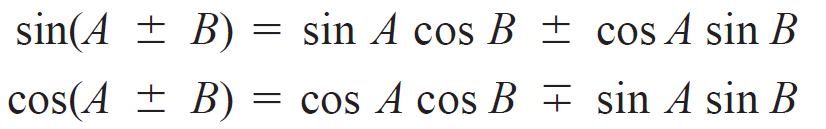 sin(A ± B) = sin A cos B ± cos A sin B
cos(A ± B) = cos A cos B ∓ sin A sin B